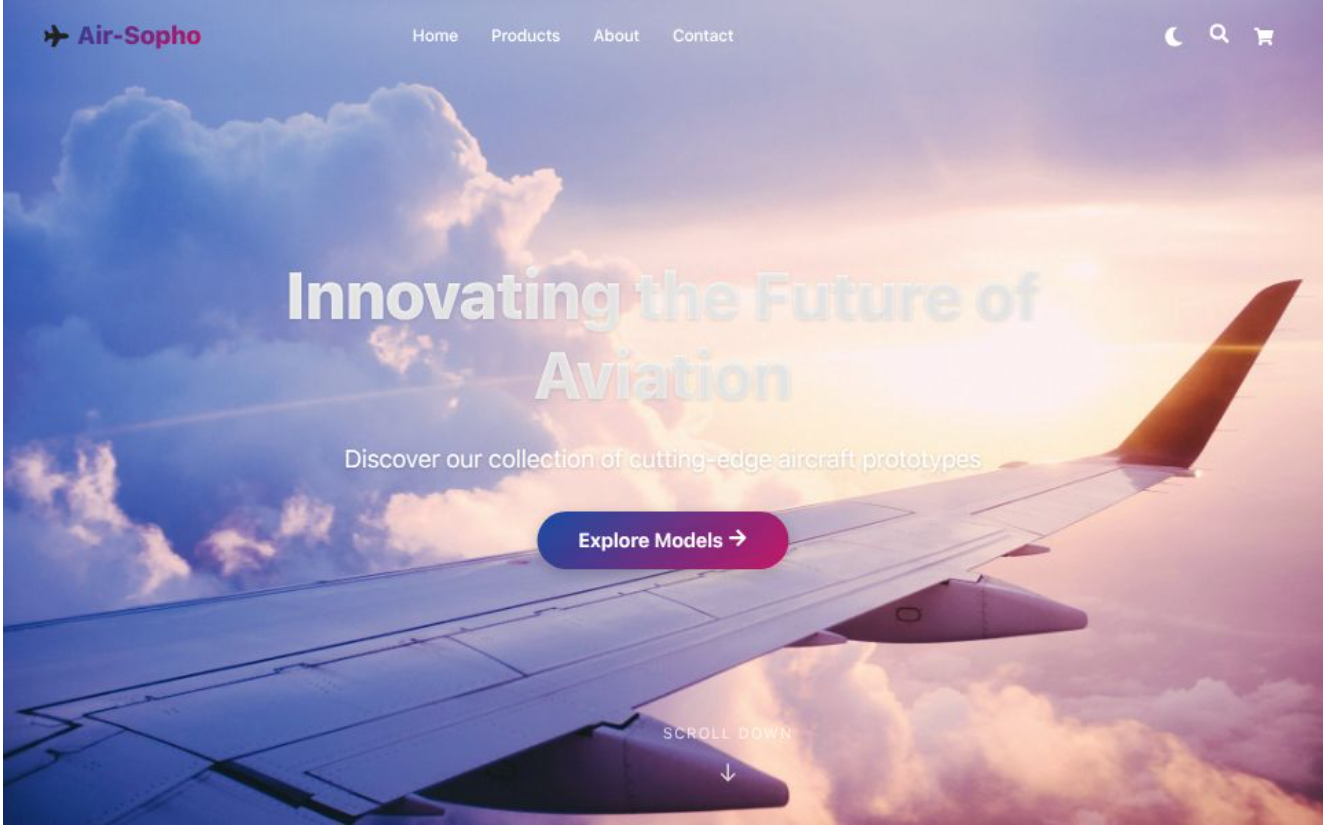 Air-Sopho
Home Products About Contact
Innovating the Future of
Aviation
Discover our collection of cutting-edge aircraft prototypes
Explore Models →
SCROLL DOWN
↓